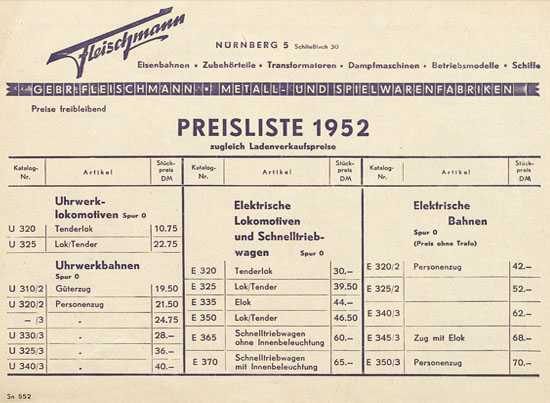 Fleischmann
NÜRNBERG 5 Schließfach 30
Eisenbahnen • Zubehörteile • Transformatoren • Dampfmaschinen • Betriebsmodelle • Schiffe
GEBR. FLEISCHMANN • METALL- UND SPIELWARENFABRIKEN
Preise freibleibend
PREISLISTE 1952
zugleich Ladenverkaufspreise
Katalog-Nr. Artikel Stückpreis DM
Uhrwerk-
lokomotiven Spur 0
U 320 Tenderlok 10.75
U 325 Lok/Tender 22.75
Uhrwerkbahnen
Spur 0
U 310/2 Güterzug 19.50
U 320/2 Personenzug 21.50
— /3 „ 24.75
U 330/3 „ 28.—
U 325/3 „ 36.—
U 340/3 „ 40.—
Katalog-Nr. Artikel Stückpreis DM
Elektrische
Lokomotiven
und Schnelltrieb-
wagen Spur 0
E 320 Tenderlok 30.—
E 325 Lok/Tender 39.50
E 335 Elok 44.—
E 350 Lok/Tender 46.50
E 365 Schnelltriebwagen 60.—
ohne Innenbeleuchtung
E 370 Schnelltriebwagen 65.—
mit Innenbeleuchtung
Katalog-Nr. Artikel Stückpreis DM
Elektrische
Bahnen
Spur 0
(Preis ohne Trafo)
E 320/2 Personenzug 42.—
E 325/2 „ 52.—
E 340/3 „ 62.—
E 345/3 Zug mit Elok 68.—
E 350/3 Personenzug 70.—
Sn 552